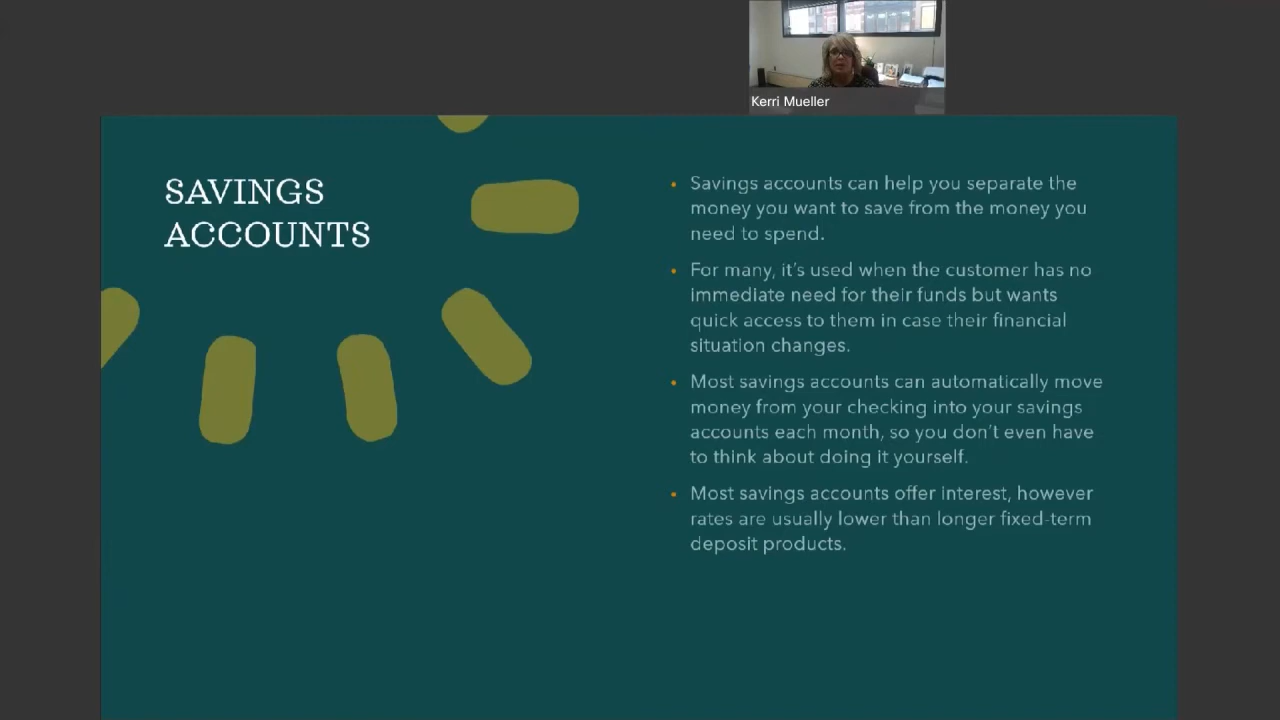 Kerri Mueller
SAVINGS
ACCOUNTS
• Savings accounts can help you separate the
money you want to save from the money you
need to spend.
• For many, it’s used when the customer has no
immediate need for their funds but wants
quick access to them in case their financial
situation changes.
• Most savings accounts can automatically move
money from your checking into your savings
accounts each month, so you don’t even have
to think about doing it yourself.
• Most savings accounts offer interest, however
rates are usually lower than longer fixed-term
deposit products.